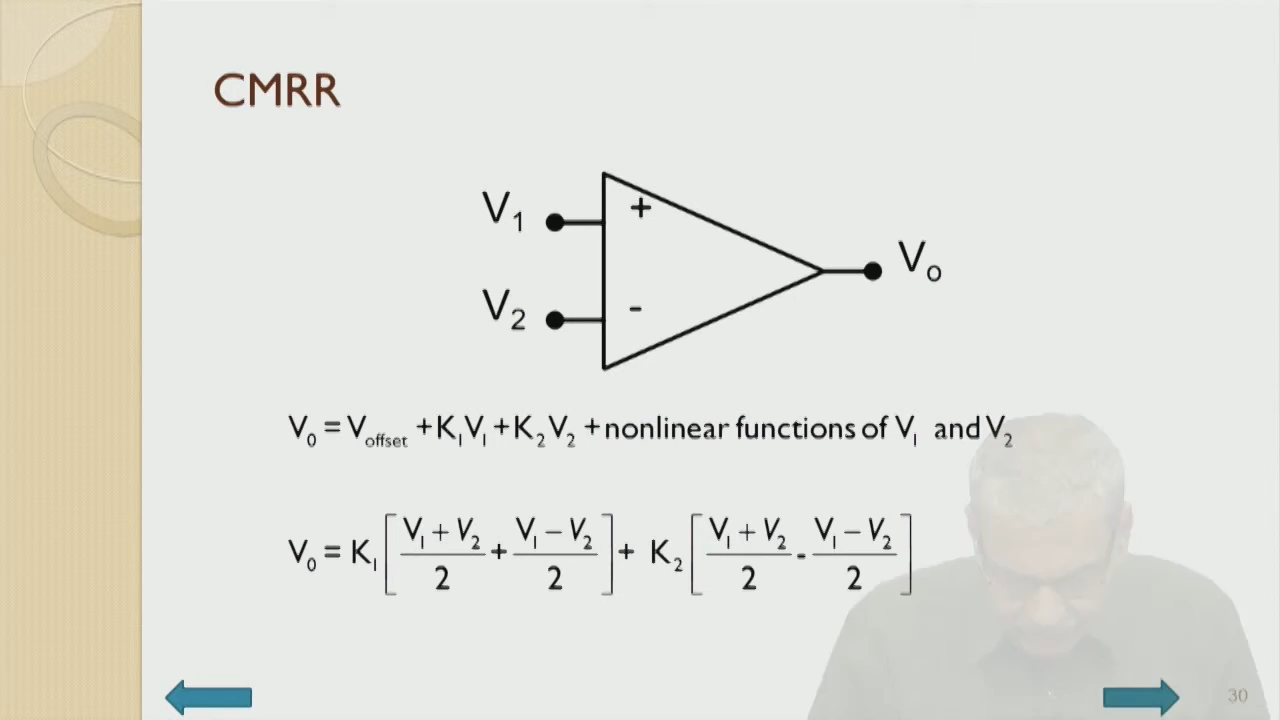 CMRR
V₁
+
V₀
V₂
-
V₀ = V_offset + K₁V₁ + K₂V₂ + nonlinear functions of V₁ and V₂
V₀ = K₁[(V₁ + V₂)/2 + (V₁ − V₂)/2] + K₂[(V₁ + V₂)/2 - (V₁ − V₂)/2]
30